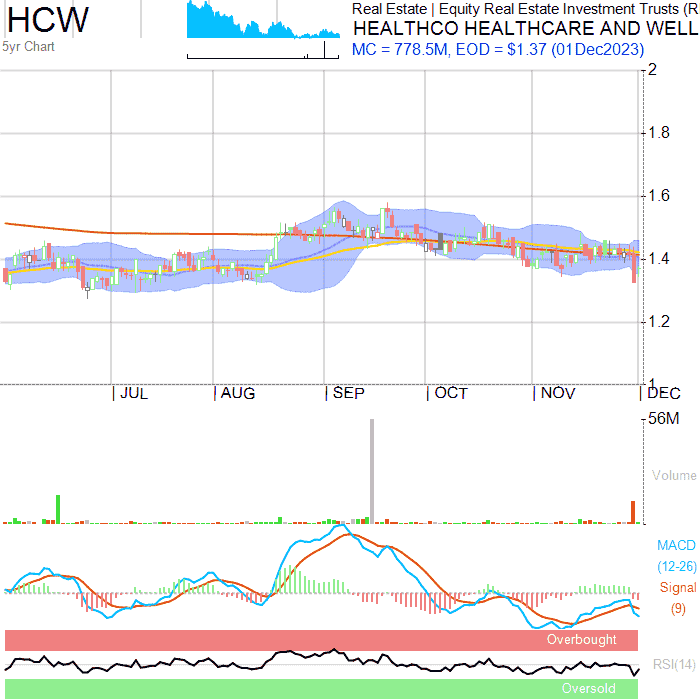 HCW
5yr Chart
Real Estate | Equity Real Estate Investment Trusts (R
HEALTHCO HEALTHCARE AND WELL
MC = 778.5M, EOD = $1.37 (01Dec2023)
2
1.8
1.6
1.4
1.2
1
| JUL | AUG | SEP | OCT | NOV | DEC
56M
Volume
MACD
(12-26)
Signal
(9)
Overbought
RSI(14)
Oversold